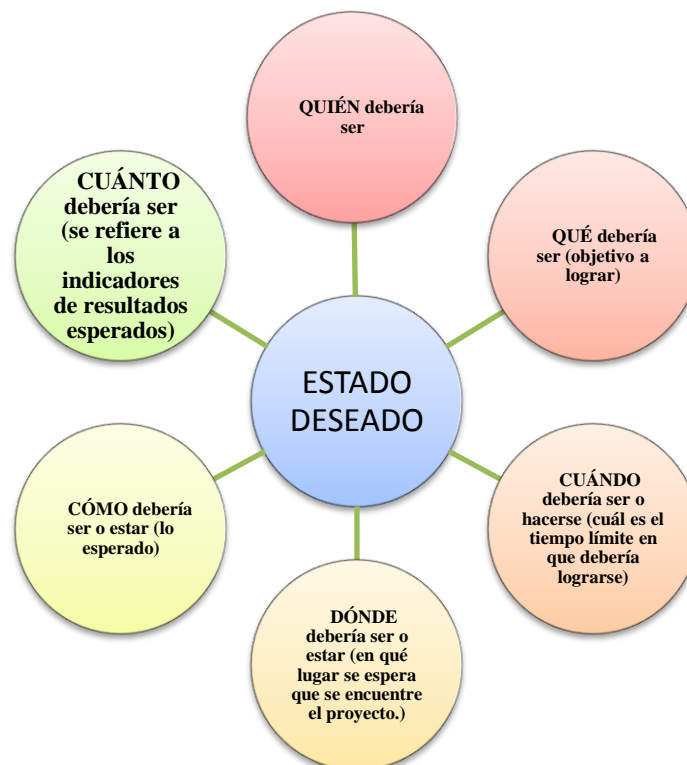 QUIÉN debería
ser
CUÁNTO
debería ser
(se refiere a
los
indicadores
de resultados
esperados)
QUÉ debería
ser (objetivo a
lograr)
ESTADO
DESEADO
CÓMO debería
ser o estar (lo
esperado)
CUÁNDO
debería ser o
hacerse (cuál es el
tiempo límite en
que debería
lograrse)
DÓNDE
debería ser o
estar (en qué
lugar se espera
que se encuentre
el proyecto.)